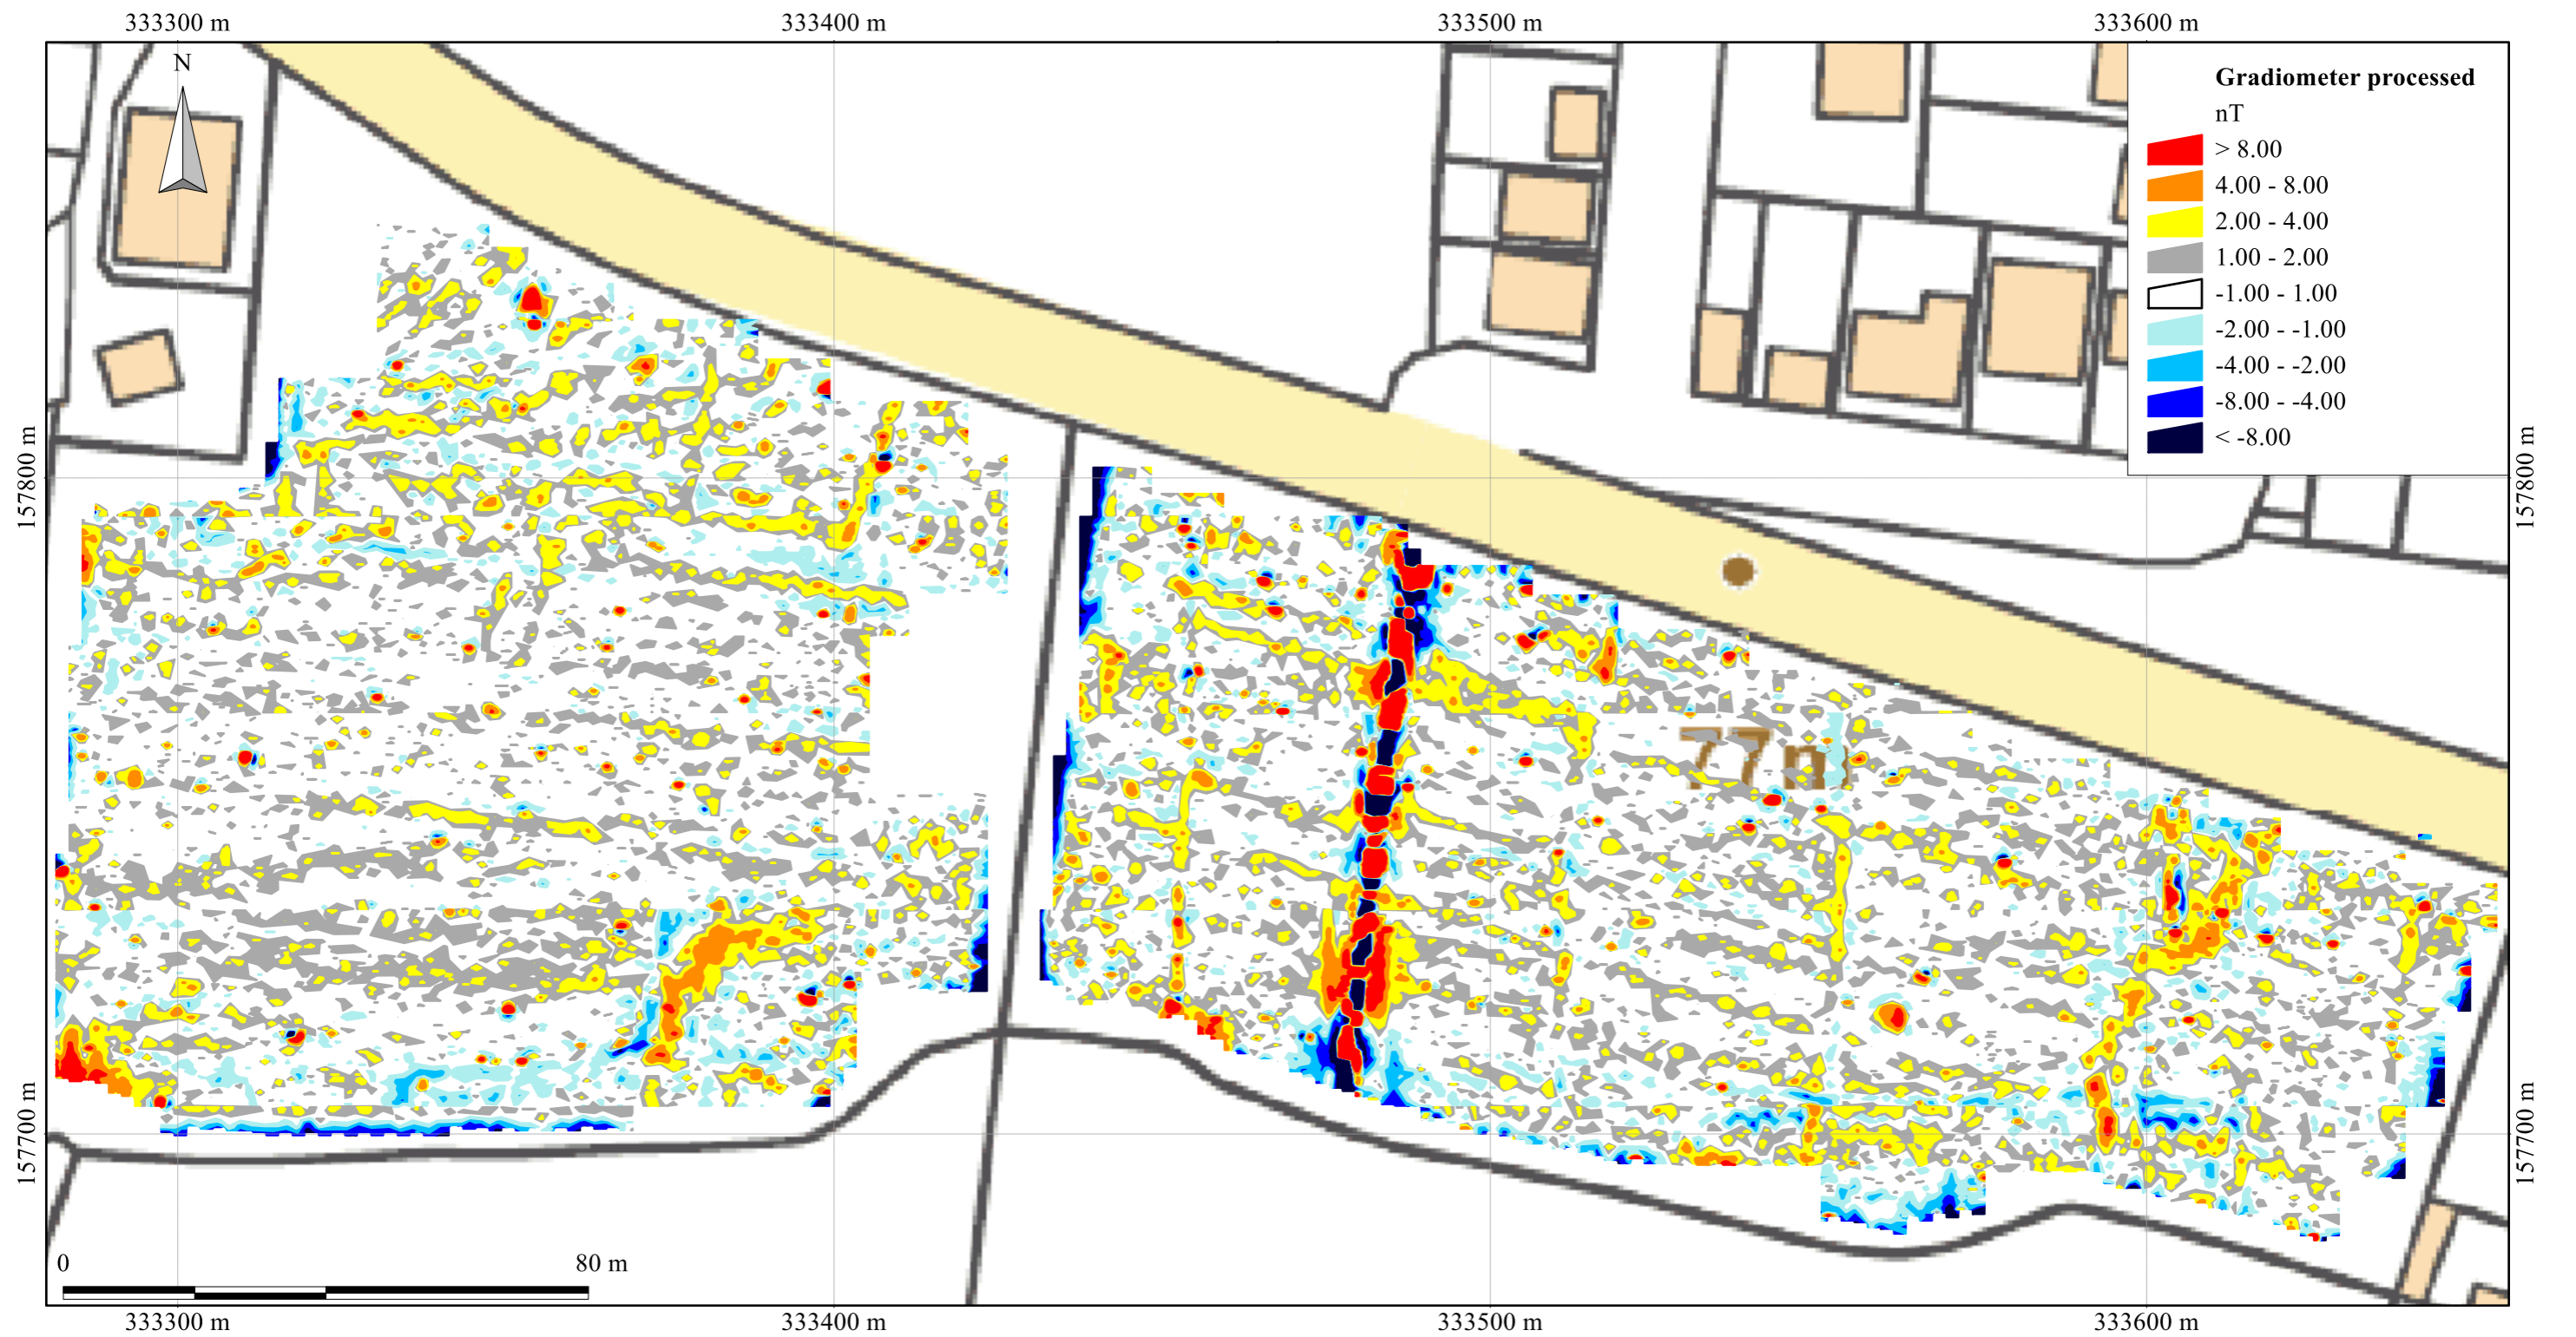 333300 m
333400 m
333500 m
333600 m
N
Gradiometer processed
nT
> 8.00
4.00 - 8.00
2.00 - 4.00
1.00 - 2.00
-1.00 - 1.00
-2.00 - -1.00
-4.00 - -2.00
-8.00 - -4.00
< -8.00
157800 m
157800 m
77m
157700 m
157700 m
0
80 m
333300 m
333400 m
333500 m
333600 m